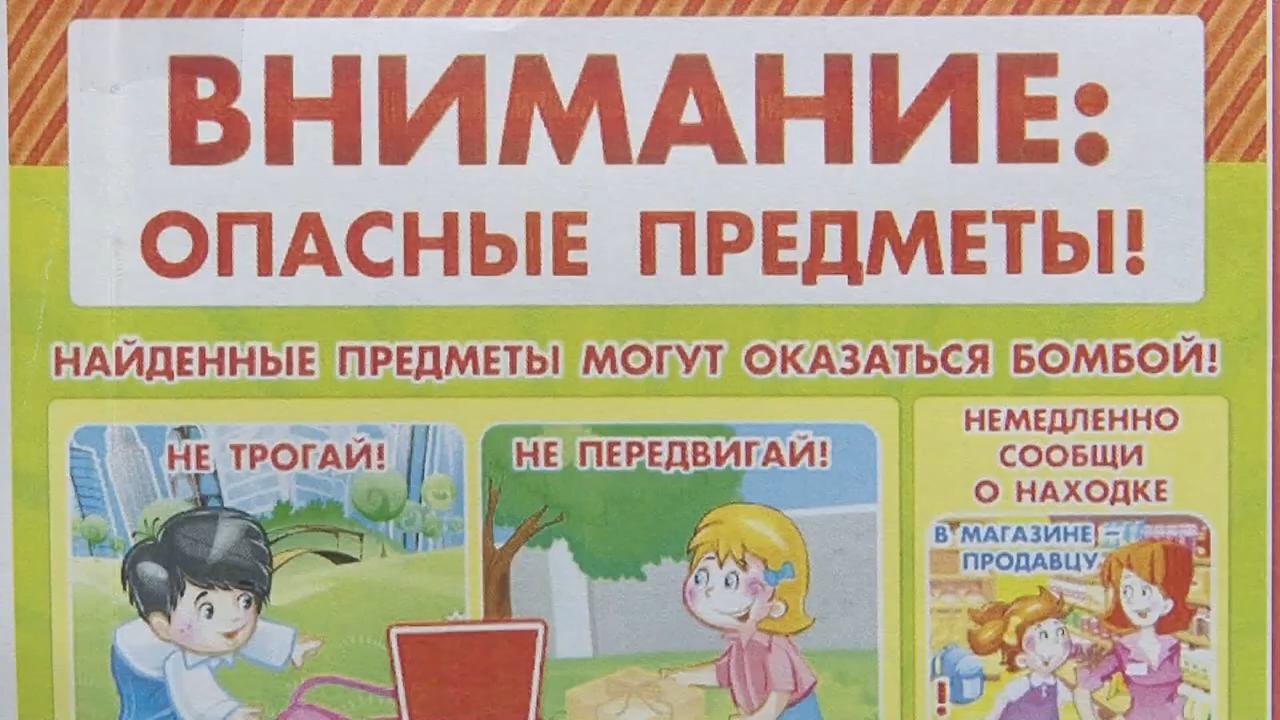 ВНИМАНИЕ:
ОПАСНЫЕ ПРЕДМЕТЫ!
НАЙДЕННЫЕ ПРЕДМЕТЫ МОГУТ ОКАЗАТЬСЯ БОМБОЙ!
НЕ ТРОГАЙ!
НЕ ПЕРЕДВИГАЙ!
НЕМЕДЛЕННО
СООБЩИ
О НАХОДКЕ
В МАГАЗИНЕ –
ПРОДАВЦУ
!